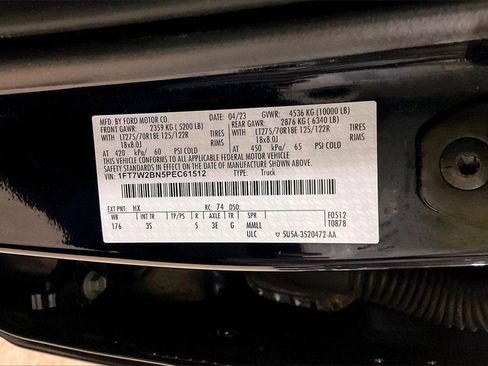 MFD. BY FORD MOTOR CO.
04/23 GVWR: 4536 KG (10000 LB)
FRONT GAWR: 2359 KG ( 5200 LB) REAR GAWR: 2876 KG ( 6340 LB)
WITH LT275/70R18E 125/122R TIRES WITH LT275/70R18E 125/122R TIRES
18x8.0J RIMS 18x8.0J RIMS
AT 420 kPa/ 60 PSI COLD AT 450 kPa/ 65 PSI COLD
THIS VEHICLE CONFORMS TO ALL APPLICABLE FEDERAL MOTOR VEHICLE
SAFETY STANDARDS IN EFFECT ON THE DATE OF MANUFACTURE SHOWN ABOVE
VIN: 1FT7W2BN5PEC61512 TYPE: Truck
EXT PNT: HX RC: 74 DSO: F0512
WB INT TR TP/PS R AXLE TR SPR T0878
176 3S S 3E G MMLL
ULC 5U5A-3520472-AA